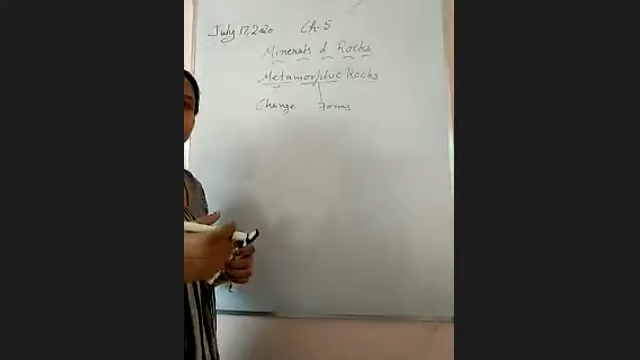 July 17, 2020 Ch-5
Minerals & Rocks
Metamorphic Rocks
Change Forms